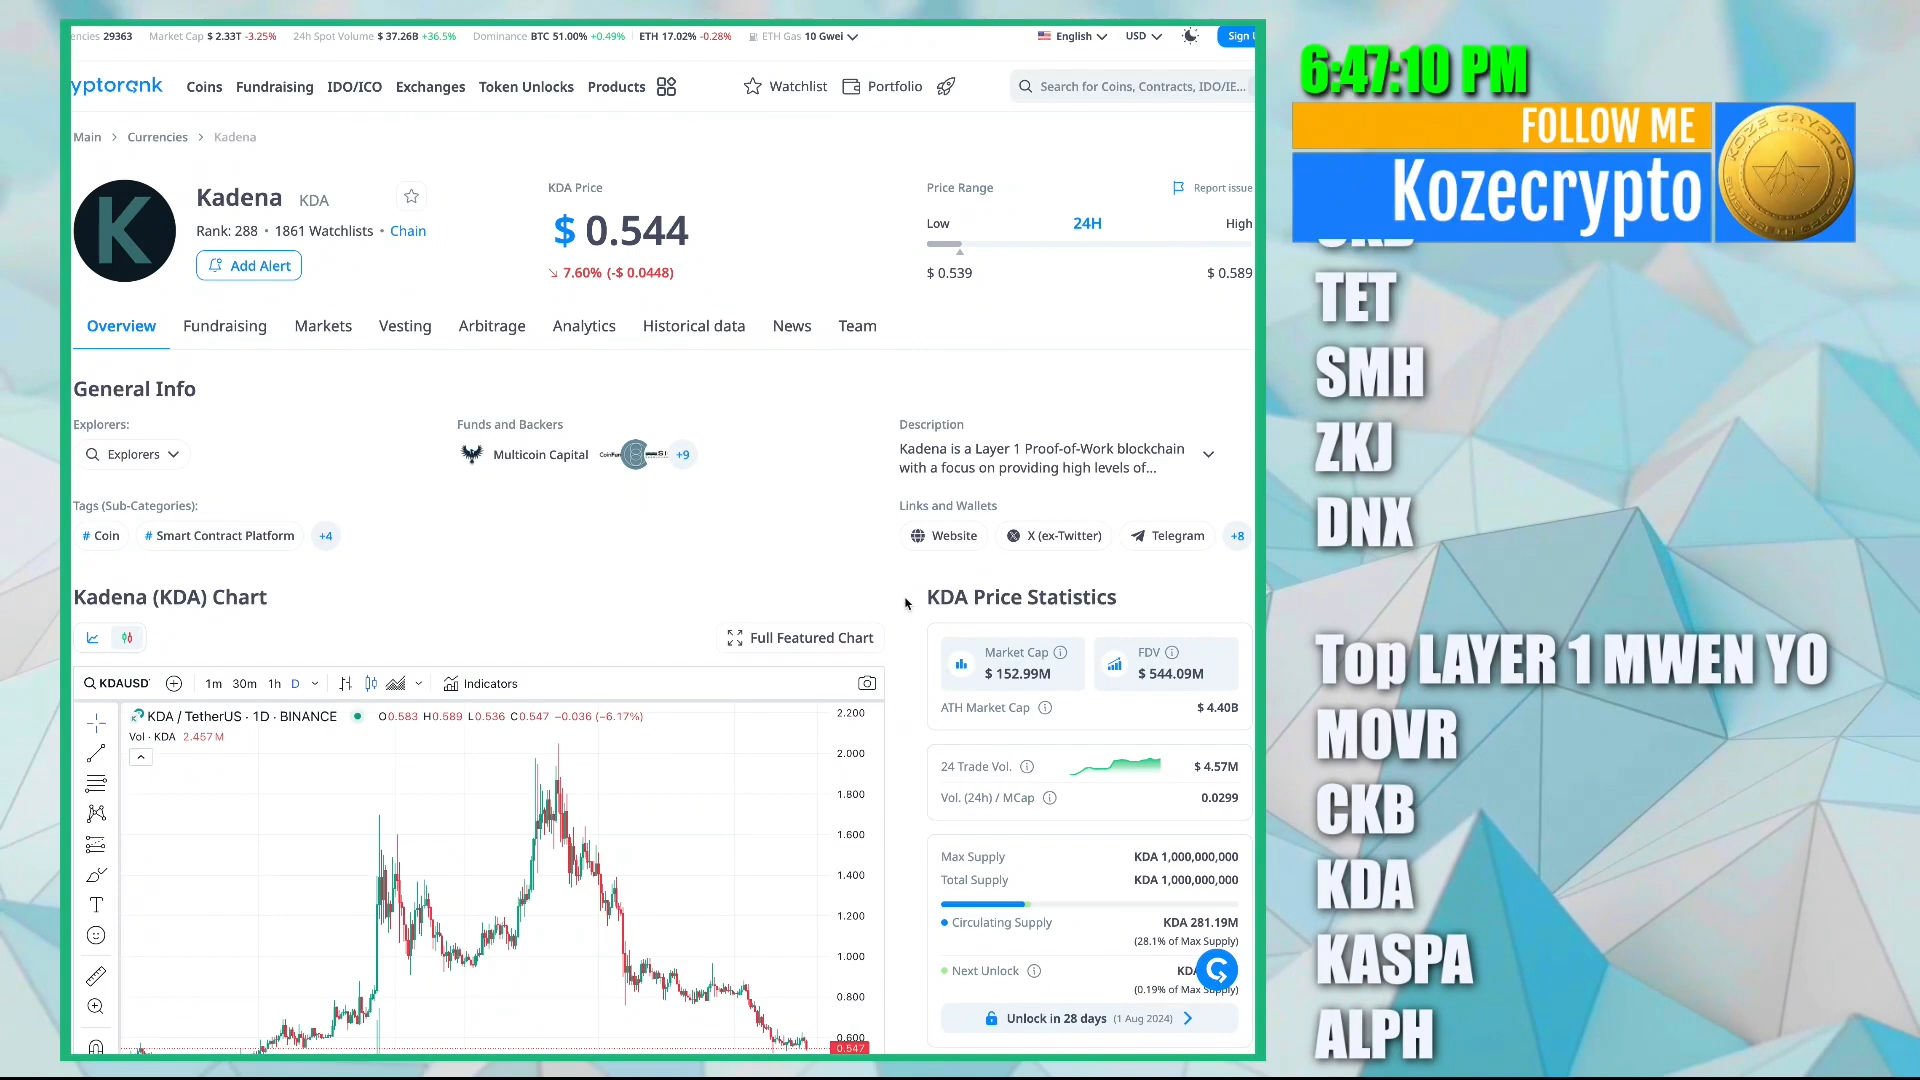 encies 29363 Market Cap $ 2.33T -3.25% 24h Spot Volume $ 37.26B +36.5% Dominance BTC 51.00% +0.49% ETH 17.02% -0.28% ETH Gas 10 Gwei English USD Sign U
yptorank Coins Fundraising IDO/ICO Exchanges Token Unlocks Products Watchlist Portfolio Search for Coins, Contracts, IDO/IE...
Main > Currencies > Kadena
Kadena KDA
Rank: 288 • 1861 Watchlists • Chain
Add Alert
KDA Price
$ 0.544
7.60% (-$ 0.0448)
Price Range Report issue
Low 24H High
$ 0.539 $ 0.589
Overview Fundraising Markets Vesting Arbitrage Analytics Historical data News Team
General Info
Explorers:
Explorers
Funds and Backers
Multicoin Capital +9
Description
Kadena is a Layer 1 Proof-of-Work blockchain
with a focus on providing high levels of...
Tags (Sub-Categories):
# Coin # Smart Contract Platform +4
Links and Wallets
Website X (ex-Twitter) Telegram +8
Kadena (KDA) Chart
Full Featured Chart
KDAUSD 1m 30m 1h D Indicators
KDA / TetherUS · 1D · BINANCE O0.583 H0.589 L0.536 C0.547 −0.036 (−6.17%)
Vol · KDA 2.457 M
2.200
2.000
1.800
1.600
1.400
1.200
1.000
0.800
0.600
0.547
KDA Price Statistics
Market Cap
$ 152.99M
FDV
$ 544.09M
ATH Market Cap $ 4.40B
24 Trade Vol. $ 4.57M
Vol. (24h) / MCap 0.0299
Max Supply KDA 1,000,000,000
Total Supply KDA 1,000,000,000
Circulating Supply KDA 281.19M
(28.1% of Max Supply)
Next Unlock KDA
(0.19% of Max Supply)
Unlock in 28 days (1 Aug 2024)
6:47:10 PM
FOLLOW ME
Kozecrypto
KOZE CRYPTO
TET
SMH
ZKJ
DNX
Top LAYER 1 MWEN YO
MOVR
CKB
KDA
KASPA
ALPH